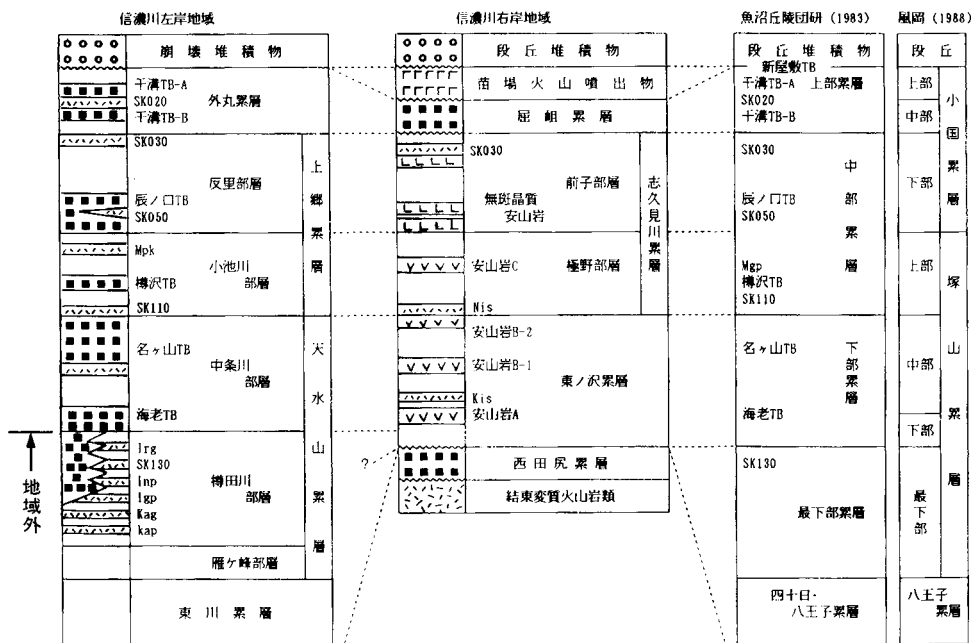 信濃川左岸地域
崩壊堆積物
干溝TB-A
SK020
干溝TB-B
外丸累層
SK030
反里部層
辰ノ口TB
SK050
Mpk
小池川
部層
樽沢TB
SK110
上郷累層
名ヶ山TB
中条川
部層
海老TB
Irg
SK130
Inp
Igp
Kag
kap
樽田川
部層
雁ヶ峰部層
天水山累層
東川累層
地域外
信濃川右岸地域
段丘堆積物
苗場火山噴出物
屈岨累層
SK030
前子部層
無斑晶質
安山岩
安山岩C
極野部層
Nis
志久見川累層
安山岩B-2
安山岩B-1
東ノ沢累層
Kis
安山岩A
?
西田尻累層
結東変質火山岩類
魚沼丘陵団研 (1983)
段丘堆積物
新屋敷TB
干溝TB-A 上部累層
SK020
干溝TB-B
SK030
辰ノ口TB
SK050
Mgp
樽沢TB
SK110
中部累層
名ヶ山TB
海老TB
下部累層
SK130
最下部累層
四十日・
八王子累層
風岡 (1988)
段丘
上部
中部
下部
小国累層
上部
中部
下部
最下部
塚山累層
八王子
累層